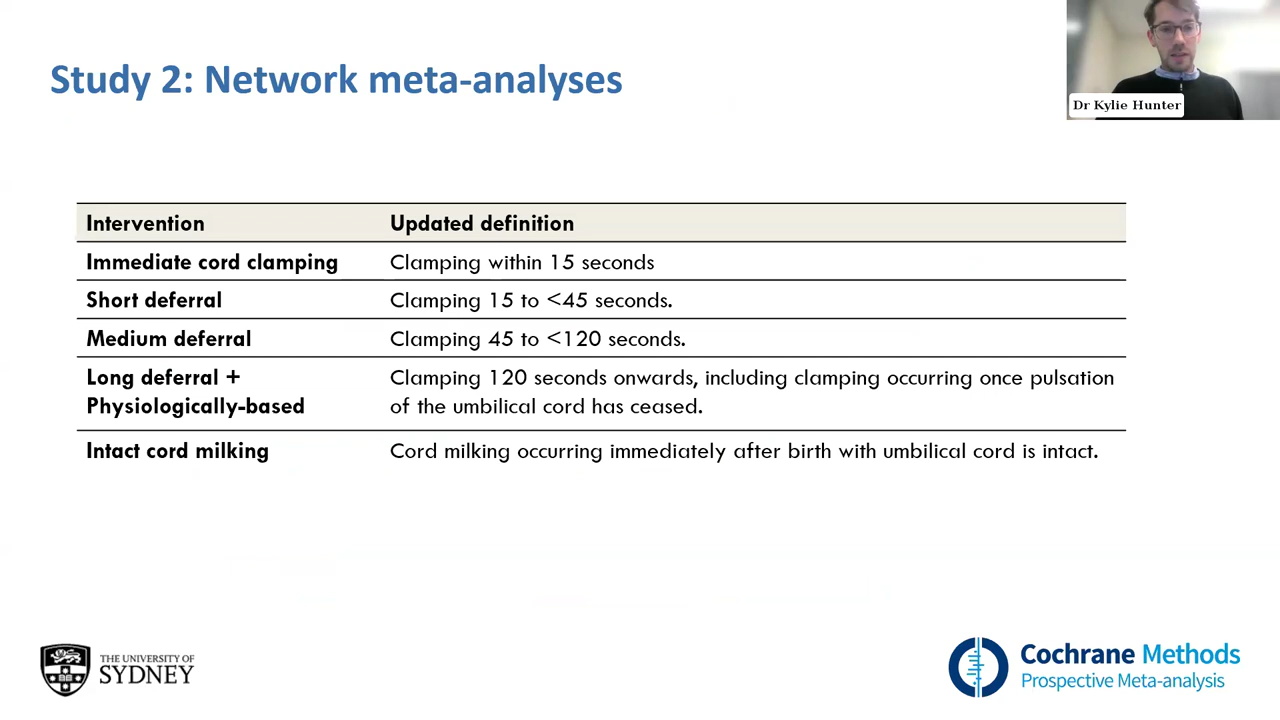 Study 2: Network meta-analyses
Dr Kylie Hunter
Intervention Updated definition
Immediate cord clamping Clamping within 15 seconds
Short deferral Clamping 15 to <45 seconds.
Medium deferral Clamping 45 to <120 seconds.
Long deferral + Clamping 120 seconds onwards, including clamping occurring once pulsation
Physiologically-based of the umbilical cord has ceased.
Intact cord milking Cord milking occurring immediately after birth with umbilical cord is intact.
THE UNIVERSITY OF
SYDNEY
Cochrane Methods
Prospective Meta-analysis